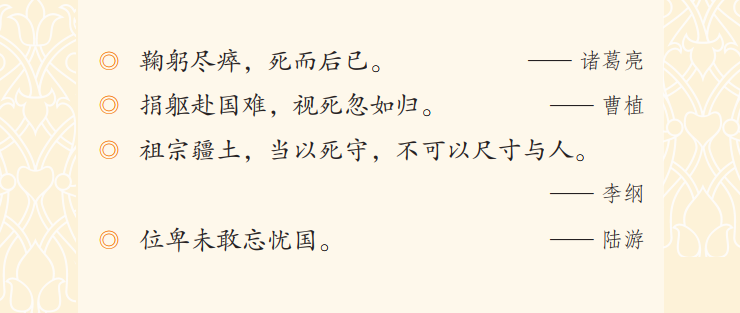 ◎ 鞠躬尽瘁，死而后已。 —— 诸葛亮
◎ 捐躯赴国难，视死忽如归。 —— 曹植
◎ 祖宗疆土，当以死守，不可以尺寸与人。
—— 李纲
◎ 位卑未敢忘忧国。 —— 陆游